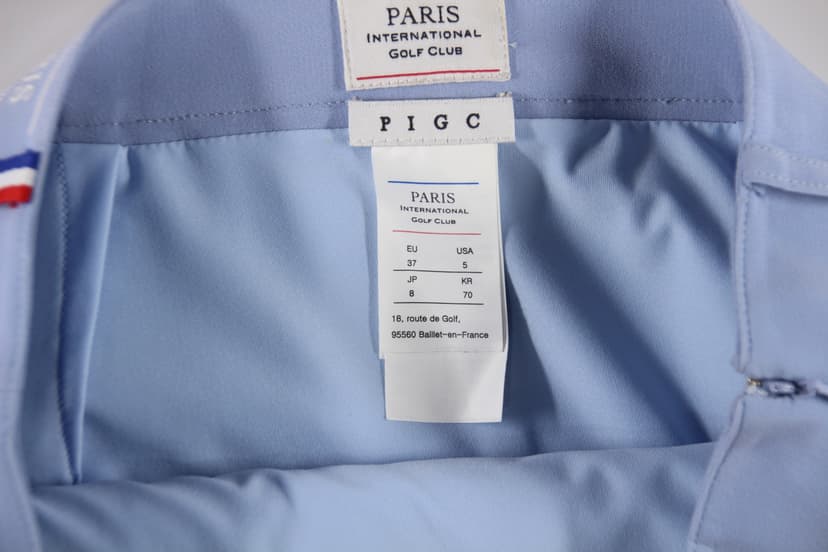 PARIS
INTERNATIONAL
GOLF CLUB
PIGC
PARIS
INTERNATIONAL
GOLF CLUB
EU USA
37 5
JP KR
8 70
18, route de Golf,
95560 Baillet-en-France